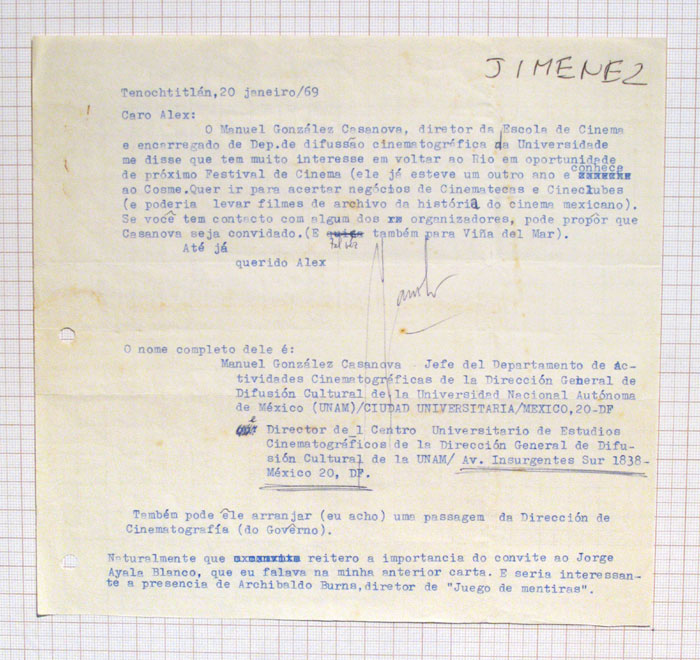 JIMENEZ
Tenochtitlán,20 janeiro/69
Caro Alex:
O Manuel González Casanova, diretor da Escola de Cinema
e encarregado de Dep.de difussão cinematográfica da Universidade
me disse que tem muito interesse em voltar ao Rio em oportunidade
de próximo Festival de Cinema (ele já esteve um outro ano e conhece
ao Cosme.Quer ir para acertar negócios de Cinematecas e Cineclubes
(e poderia levar filmes de archivo da história do cinema mexicano).
Se você tem contacto com algum dos organizadores, pode propôr que
Casanova seja convidado.(E também para Viña del Mar).
Até já
querido Alex
O nome completo dele é:
Manuel González Casanova - Jefe del Departamento de Ac-
tividades Cinematográficas de la Dirección General de
Difusión Cultural de la Universidad Nacional Autónoma
de México (UNAM)/CIUDAD UNIVERSITARIA/MEXICO,20-DF
e Director del Centro Universitario de Estudios
Cinematográficos de la Dirección General de Difu-
sión Cultural de la UNAM/ Av. Insurgentes Sur 1838-
México 20, DF.
Também pode êle arranjar (eu acho) uma passagem da Dirección de
Cinematografía (do Govêrno).
Naturalmente que reitero a importancia do convite ao Jorge
Ayala Blanco, que eu falava na minha anterior carta. E seria interessan-
te a presencia de Archibaldo Burns,diretor de "Juego de mentiras".